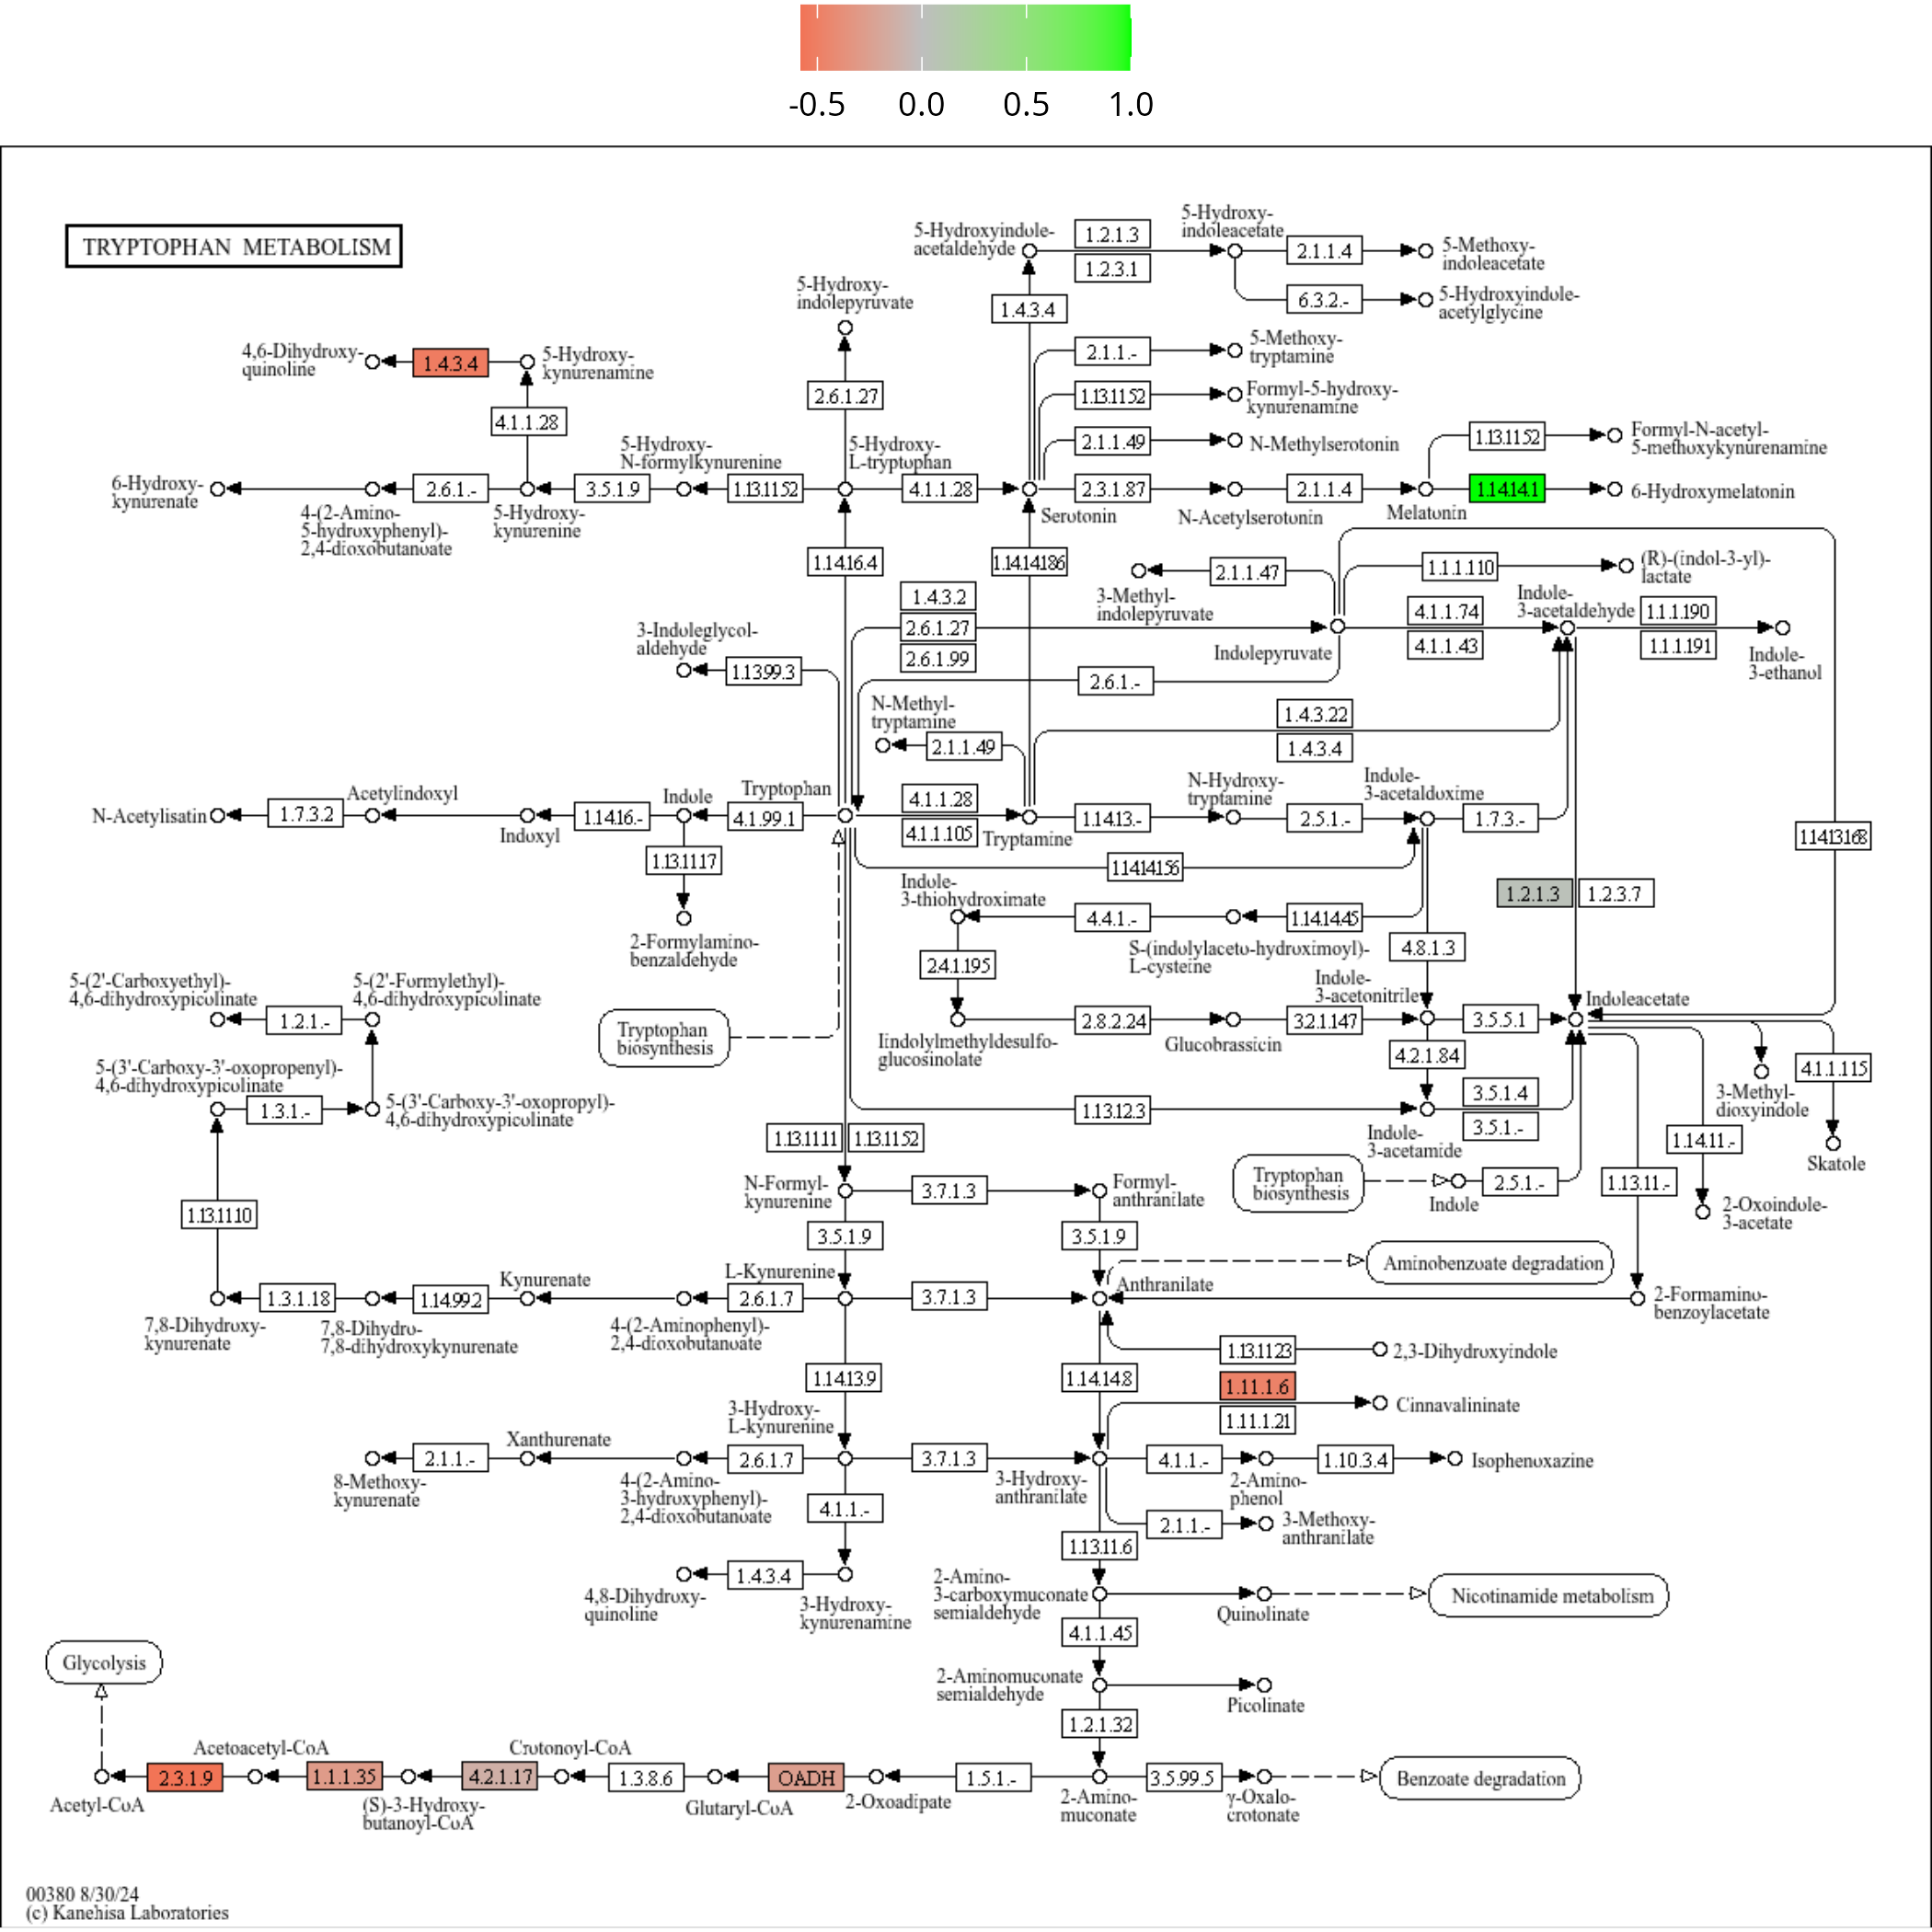 -0.5 0.0 0.5 1.0
TRYPTOPHAN METABOLISM
5-Hydroxyindole-
acetaldehyde
1.2.1.3
1.2.3.1
5-Hydroxy-
indoleacetate
2.1.1.4
5-Methoxy-
indoleacetate
6.3.2.-
5-Hydroxyindole-
acetylglycine
5-Hydroxy-
indolepyruvate
1.4.3.4
4,6-Dihydroxy-
quinoline
1.4.3.4
5-Hydroxy-
kynurenamine
2.1.1.-
5-Methoxy-
tryptamine
2.6.1.27
1.13.11.52
Formyl-5-hydroxy-
kynurenamine
4.1.1.28
2.1.1.49
N-Methylserotonin
1.13.11.52
Formyl-N-acetyl-
5-methoxykynurenamine
5-Hydroxy-
N-formylkynurenine
5-Hydroxy-
L-tryptophan
6-Hydroxy-
kynurenate
2.6.1.-
3.5.1.9
1.13.11.52
4.1.1.28
2.3.1.87
2.1.1.4
1.14.14.1
6-Hydroxymelatonin
4-(2-Amino-
5-hydroxyphenyl)-
2,4-dioxobutanoate
5-Hydroxy-
kynurenine
Serotonin
N-Acetylserotonin
Melatonin
1.14.16.4
1.14.14.186
2.1.1.47
1.1.1.110
(R)-(indol-3-yl)-
lactate
3-Methyl-
indolepyruvate
1.4.3.2
2.6.1.27
2.6.1.99
4.1.1.74
4.1.1.43
Indole-
3-acetaldehyde
1.1.1.190
1.1.1.191
3-Indoleglycol-
aldehyde
1.13.99.3
Indolepyruvate
Indole-
3-ethanol
2.6.1.-
N-Methyl-
tryptamine
2.1.1.49
1.4.3.22
1.4.3.4
N-Hydroxy-
tryptamine
Indole-
3-acetaldoxime
N-Acetylisatin
1.7.3.2
Acetylindoxyl
Indoxyl
1.14.16.-
Indole
4.1.99.1
Tryptophan
4.1.1.28
4.1.1.105
Tryptamine
1.14.13.-
2.5.1.-
1.7.3.-
1.14.13.168
1.13.11.17
1.14.14.156
2-Formylamino-
benzaldehyde
Indole-
3-thiohydroximate
4.4.1.-
1.14.14.45
1.2.1.3
1.2.3.7
S-(indolylaceto-hydroximoyl)-
L-cysteine
4.8.1.3
2.4.1.195
Indole-
3-acetonitrile
Indoleacetate
5-(2'-Carboxyethyl)-
4,6-dihydroxypicolinate
5-(2'-Formylethyl)-
4,6-dihydroxypicolinate
1.2.1.-
Tryptophan
biosynthesis
2.8.2.24
3.2.1.147
3.5.5.1
Iindolylmethyldesulfo-
glucosinolate
Glucobrassicin
4.2.1.84
4.1.1.115
5-(3'-Carboxy-3'-oxopropenyl)-
4,6-dihydroxypicolinate
1.3.1.-
5-(3'-Carboxy-3'-oxopropyl)-
4,6-dihydroxypicolinate
1.13.12.3
3.5.1.4
3.5.1.-
3-Methyl-
dioxyindole
1.13.11.11
1.13.11.52
Indole-
3-acetamide
1.14.11.-
Skatole
N-Formyl-
kynurenine
3.7.1.3
Formyl-
anthranilate
Tryptophan
biosynthesis
Indole
2.5.1.-
1.13.11.-
2-Oxoindole-
3-acetate
1.13.11.10
3.5.1.9
3.5.1.9
Aminobenzoate degradation
7,8-Dihydroxy-
kynurenate
1.3.1.18
7,8-Dihydro-
7,8-dihydroxykynurenate
1.14.99.2
Kynurenate
4-(2-Aminophenyl)-
2,4-dioxobutanoate
2.6.1.7
L-Kynurenine
3.7.1.3
Anthranilate
2-Formamino-
benzoylacetate
1.13.11.23
2,3-Dihydroxyindole
1.14.13.9
1.14.14.8
1.11.1.6
1.11.1.21
Cinnavalininate
3-Hydroxy-
L-kynurenine
8-Methoxy-
kynurenate
2.1.1.-
Xanthurenate
4-(2-Amino-
3-hydroxyphenyl)-
2,4-dioxobutanoate
2.6.1.7
3.7.1.3
3-Hydroxy-
anthranilate
4.1.1.-
2-Amino-
phenol
1.10.3.4
Isophenoxazine
4.1.1.-
2.1.1.-
3-Methoxy-
anthranilate
1.13.11.6
4,8-Dihydroxy-
quinoline
1.4.3.4
3-Hydroxy-
kynurenamine
2-Amino-
3-carboxymuconate
semialdehyde
Quinolinate
Nicotinamide metabolism
4.1.1.45
Glycolysis
2-Aminomuconate
semialdehyde
Picolinate
1.2.1.32
Acetyl-CoA
2.3.1.9
Acetoacetyl-CoA
1.1.1.35
(S)-3-Hydroxy-
butanoyl-CoA
4.2.1.17
Crotonoyl-CoA
1.3.8.6
Glutaryl-CoA
OADH
2-Oxoadipate
1.5.1.-
2-Amino-
muconate
3.5.99.5
γ-Oxalo-
crotonate
Benzoate degradation
00380 8/30/24
(c) Kanehisa Laboratories